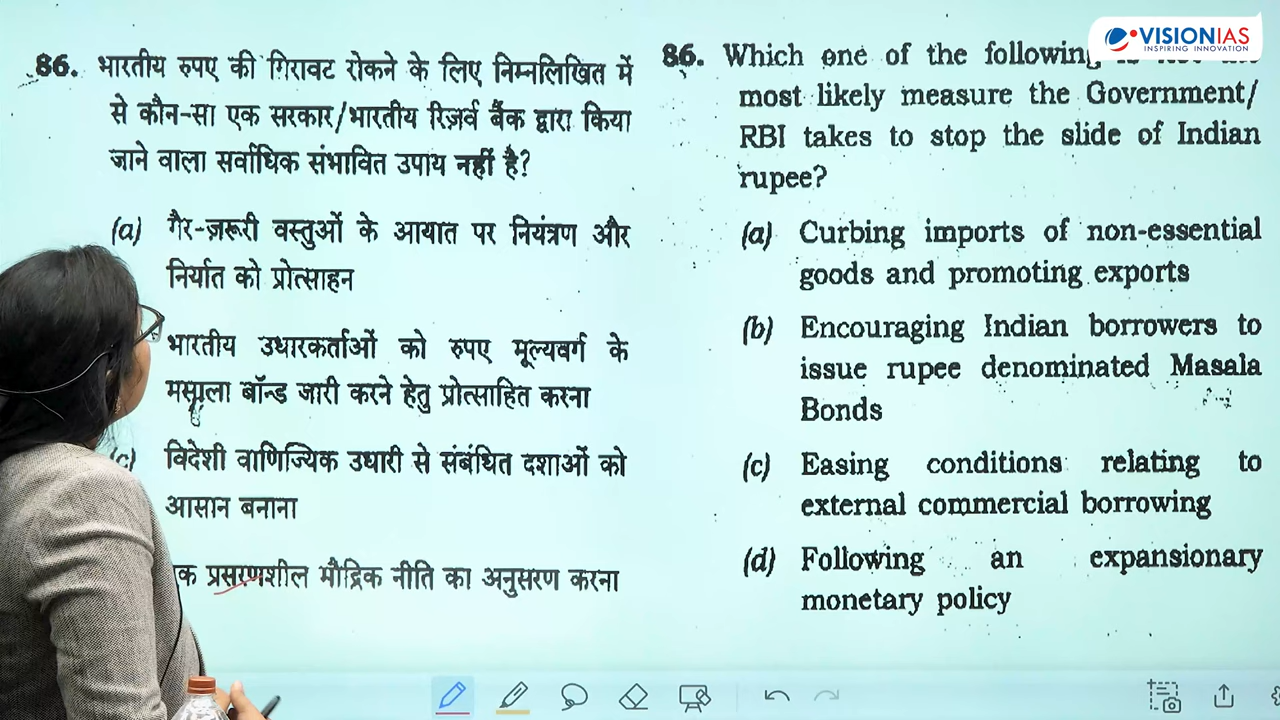 VISIONIAS
INSPIRING INNOVATION
86. भारतीय रुपए की गिरावट रोकने के लिए निम्नलिखित में
से कौन-सा एक सरकार/भारतीय रिज़र्व बैंक द्वारा किया
जाने वाला सर्वाधिक संभावित उपाय नहीं है?
(a) गैर-ज़रूरी वस्तुओं के आयात पर नियंत्रण और
निर्यात को प्रोत्साहन
भारतीय उधारकर्ताओं को रुपए मूल्यवर्ग के
मसाला बॉन्ड जारी करने हेतु प्रोत्साहित करना
(c) विदेशी वाणिज्यिक उधारी से संबंधित दशाओं को
आसान बनाना
प्रसरणशील मौद्रिक नीति का अनुसरण करना
86. Which one of the following
most likely measure the Government/
RBI takes to stop the slide of Indian
rupee?
(a) Curbing imports of non-essential
goods and promoting exports
(b) Encouraging Indian borrowers to
issue rupee denominated Masala
Bonds
(c) Easing conditions relating to
external commercial borrowing
(d) Following an expansionary
monetary policy